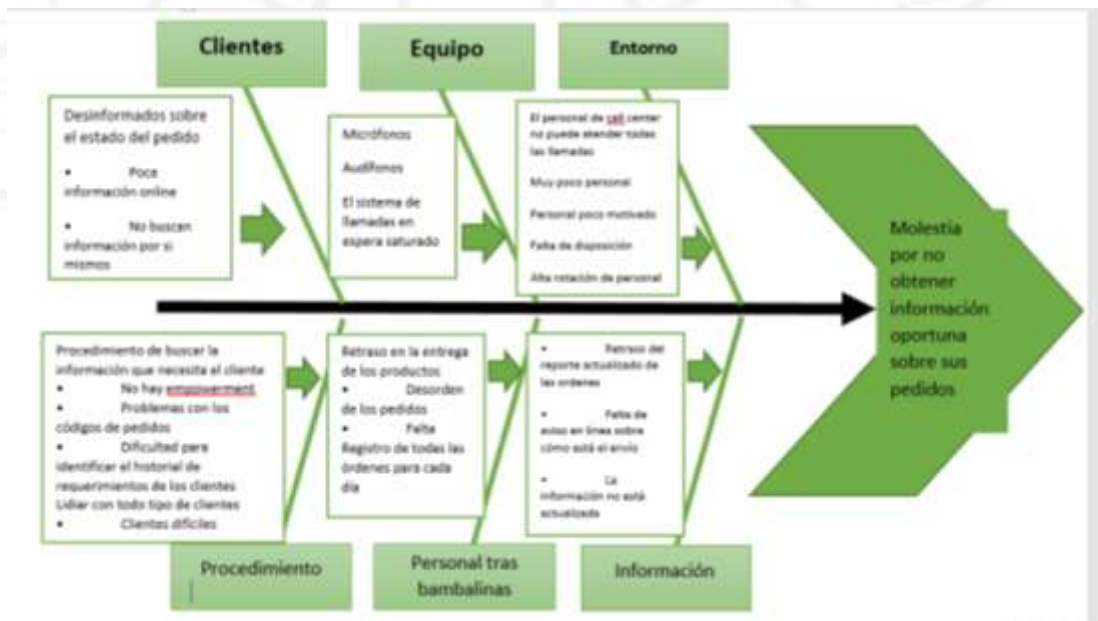 Clientes
Equipo
Entorno
Desinformados sobre
el estado del pedido
• Poca
información online
• No buscan
información por si
mismos
Micrófonos
Audífonos
El sistema de
llamadas en
espera saturado
El personal de call center
no puede atender todas
las llamadas
Muy poco personal
Personal poco motivado
Falta de disposición
Alta rotación de personal
Molestia
por no
obtener
información
oportuna
sobre sus
pedidos
Procedimiento de buscar la
información que necesita el cliente
• No hay empowerment
• Problemas con los
códigos de pedidos
• Dificultad para
identificar el historial de
requerimientos de los clientes
Lidiar con todo tipo de clientes
• Clientes difíciles
Retraso en la entrega
de los productos
• Desorden
de los pedidos
• Falta
Registro de todas las
órdenes para cada
día
• Retraso del
reporte actualizado de
las ordenes
• Falta de
aviso en línea sobre
cómo está el envío
• La
información no está
actualizada
Procedimiento
Personal tras
bambalinas
Información